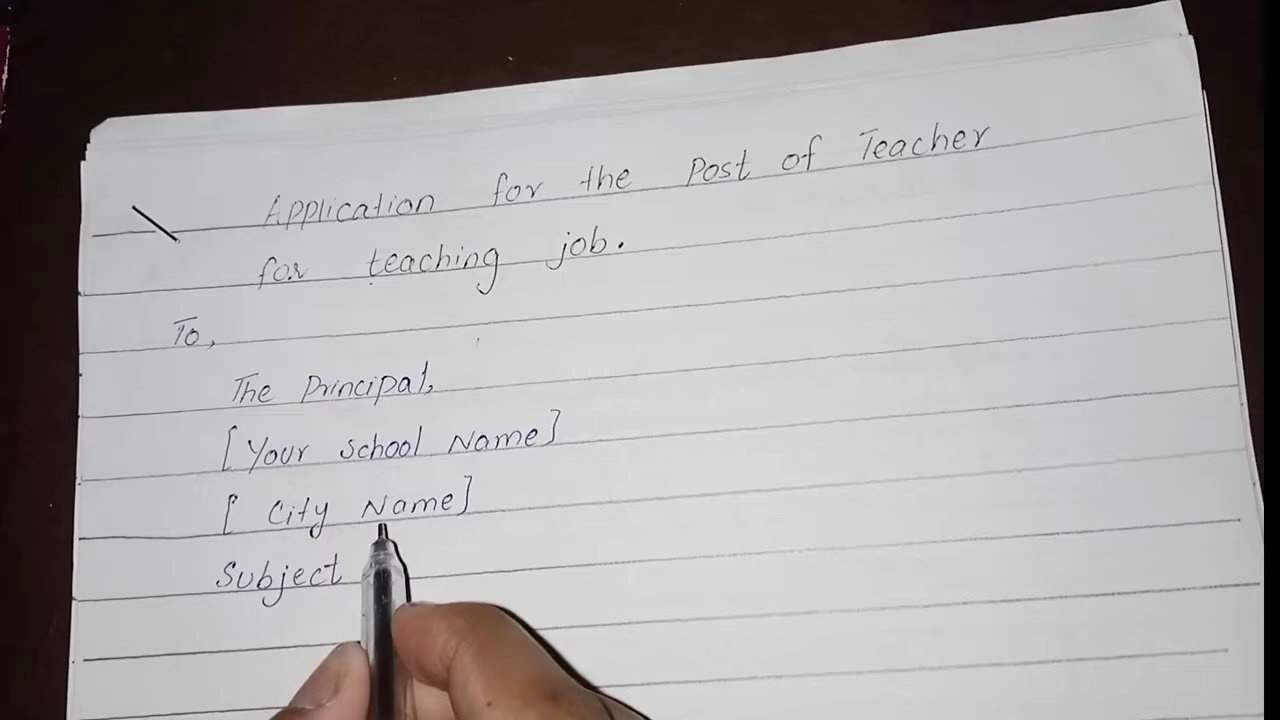 Application for the Post of Teacher
for teaching job.
To,
The Principal,
[Your School Name]
[City Name]
Subject